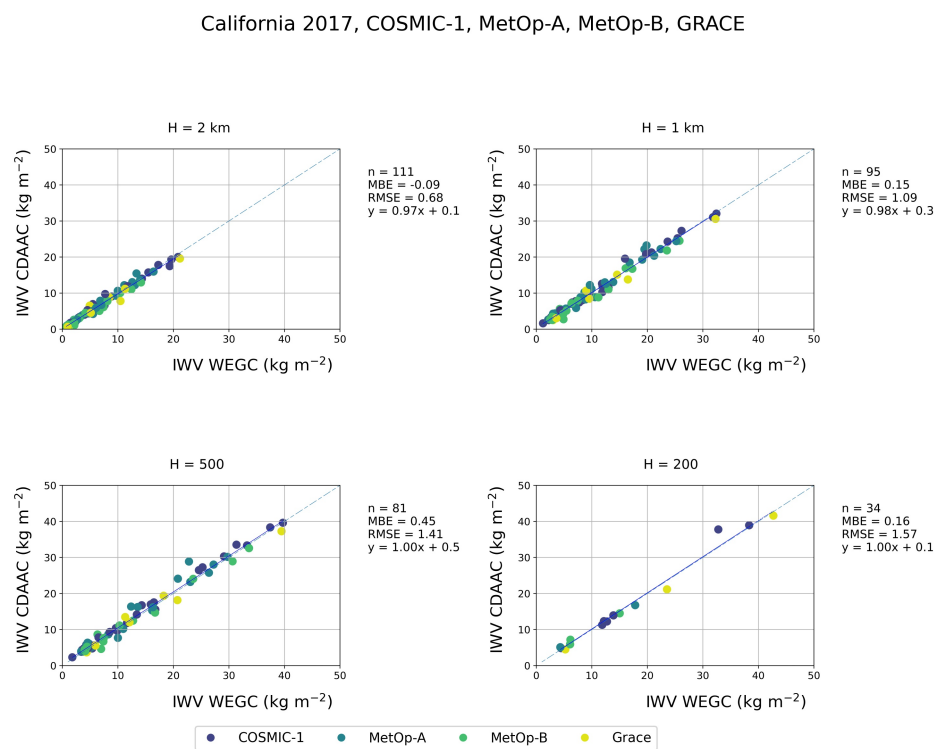 California 2017, COSMIC-1, MetOp-A, MetOp-B, GRACE
H = 2 km
50
40
30
20
10
0
0 10 20 30 40 50
IWV CDAAC (kg m⁻²)
IWV WEGC (kg m⁻²)
n = 111
MBE = -0.09
RMSE = 0.68
y = 0.97x + 0.1
H = 1 km
50
40
30
20
10
0
0 10 20 30 40 50
IWV CDAAC (kg m⁻²)
IWV WEGC (kg m⁻²)
n = 95
MBE = 0.15
RMSE = 1.09
y = 0.98x + 0.3
H = 500
50
40
30
20
10
0
0 10 20 30 40 50
IWV CDAAC (kg m⁻²)
IWV WEGC (kg m⁻²)
n = 81
MBE = 0.45
RMSE = 1.41
y = 1.00x + 0.5
H = 200
50
40
30
20
10
0
0 10 20 30 40 50
IWV CDAAC (kg m⁻²)
IWV WEGC (kg m⁻²)
n = 34
MBE = 0.16
RMSE = 1.57
y = 1.00x + 0.1
COSMIC-1 MetOp-A MetOp-B Grace